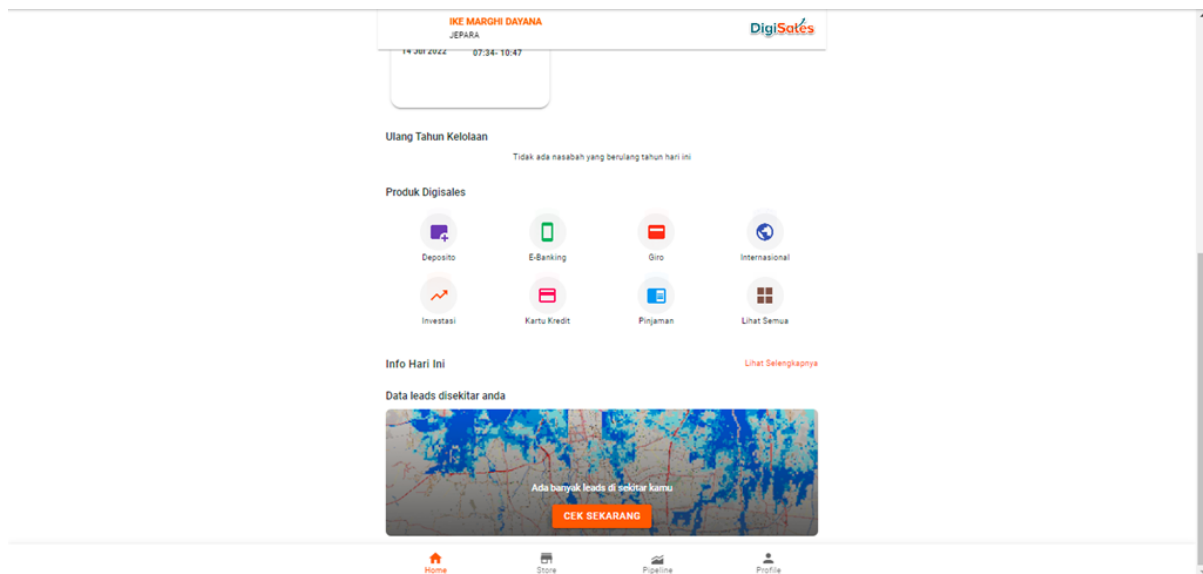 IKE MARGHI DAYANA
JEPARA
DigiSales
14 Jul 2022 07:34- 10:47
Ulang Tahun Kelolaan
Tidak ada nasabah yang berulang tahun hari ini
Produk Digisales
Deposito E-Banking Giro Internasional
Investasi Kartu Kredit Pinjaman Lihat Semua
Info Hari Ini Lihat Selengkapnya
Data leads disekitar anda
Ada banyak leads di sekitar kamu
CEK SEKARANG
Home Store Pipeline Profile